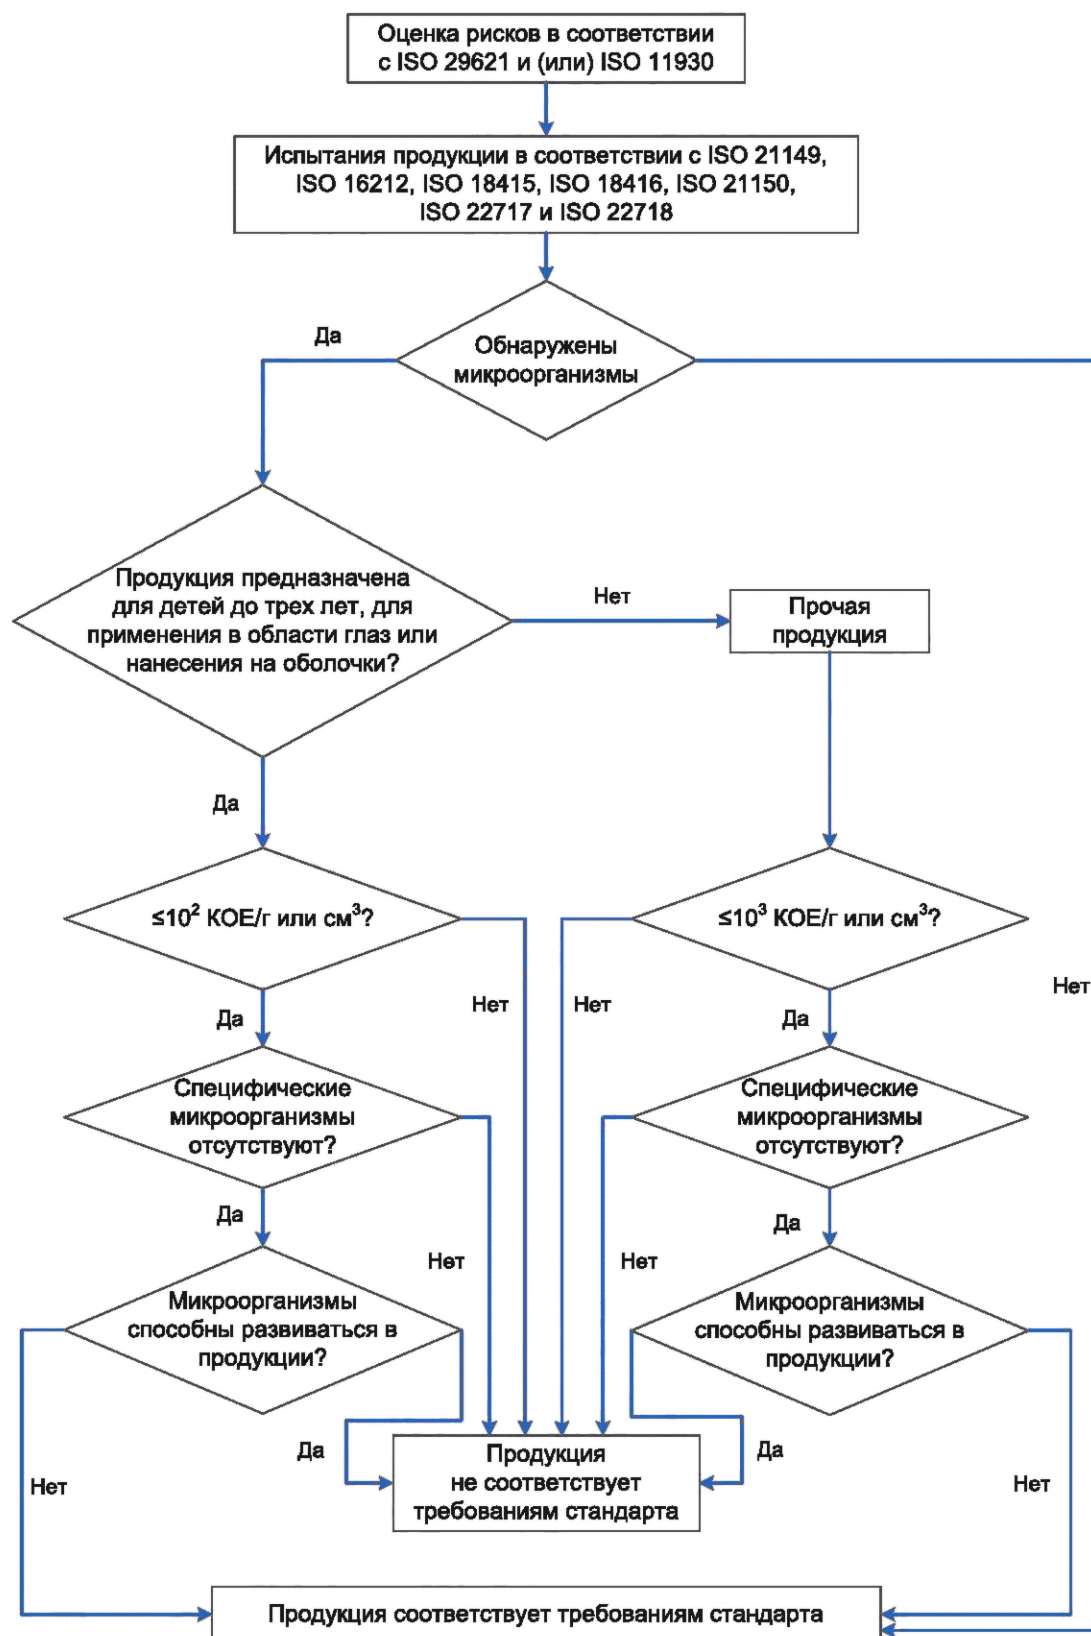 Оценка рисков в соответствии
с ISO 29621 и (или) ISO 11930
Испытания продукции в соответствии с ISO 21149,
ISO 16212, ISO 18415, ISO 18416, ISO 21150,
ISO 22717 и ISO 22718
Да
Обнаружены
микроорганизмы
Продукция предназначена
для детей до трех лет, для
применения в области глаз или
нанесения на оболочки?
Нет
Прочая
продукция
Да
≤10² КОЕ/г или см³?
≤10³ КОЕ/г или см³?
Нет
Да
Нет
Нет
Да
Специфические
микроорганизмы
отсутствуют?
Специфические
микроорганизмы
отсутствуют?
Да
Да
Нет
Нет
Микроорганизмы
способны развиваться в
продукции?
Микроорганизмы
способны развиваться в
продукции?
Да
Да
Продукция
не соответствует
требованиям стандарта
Нет
Нет
Продукция соответствует требованиям стандарта